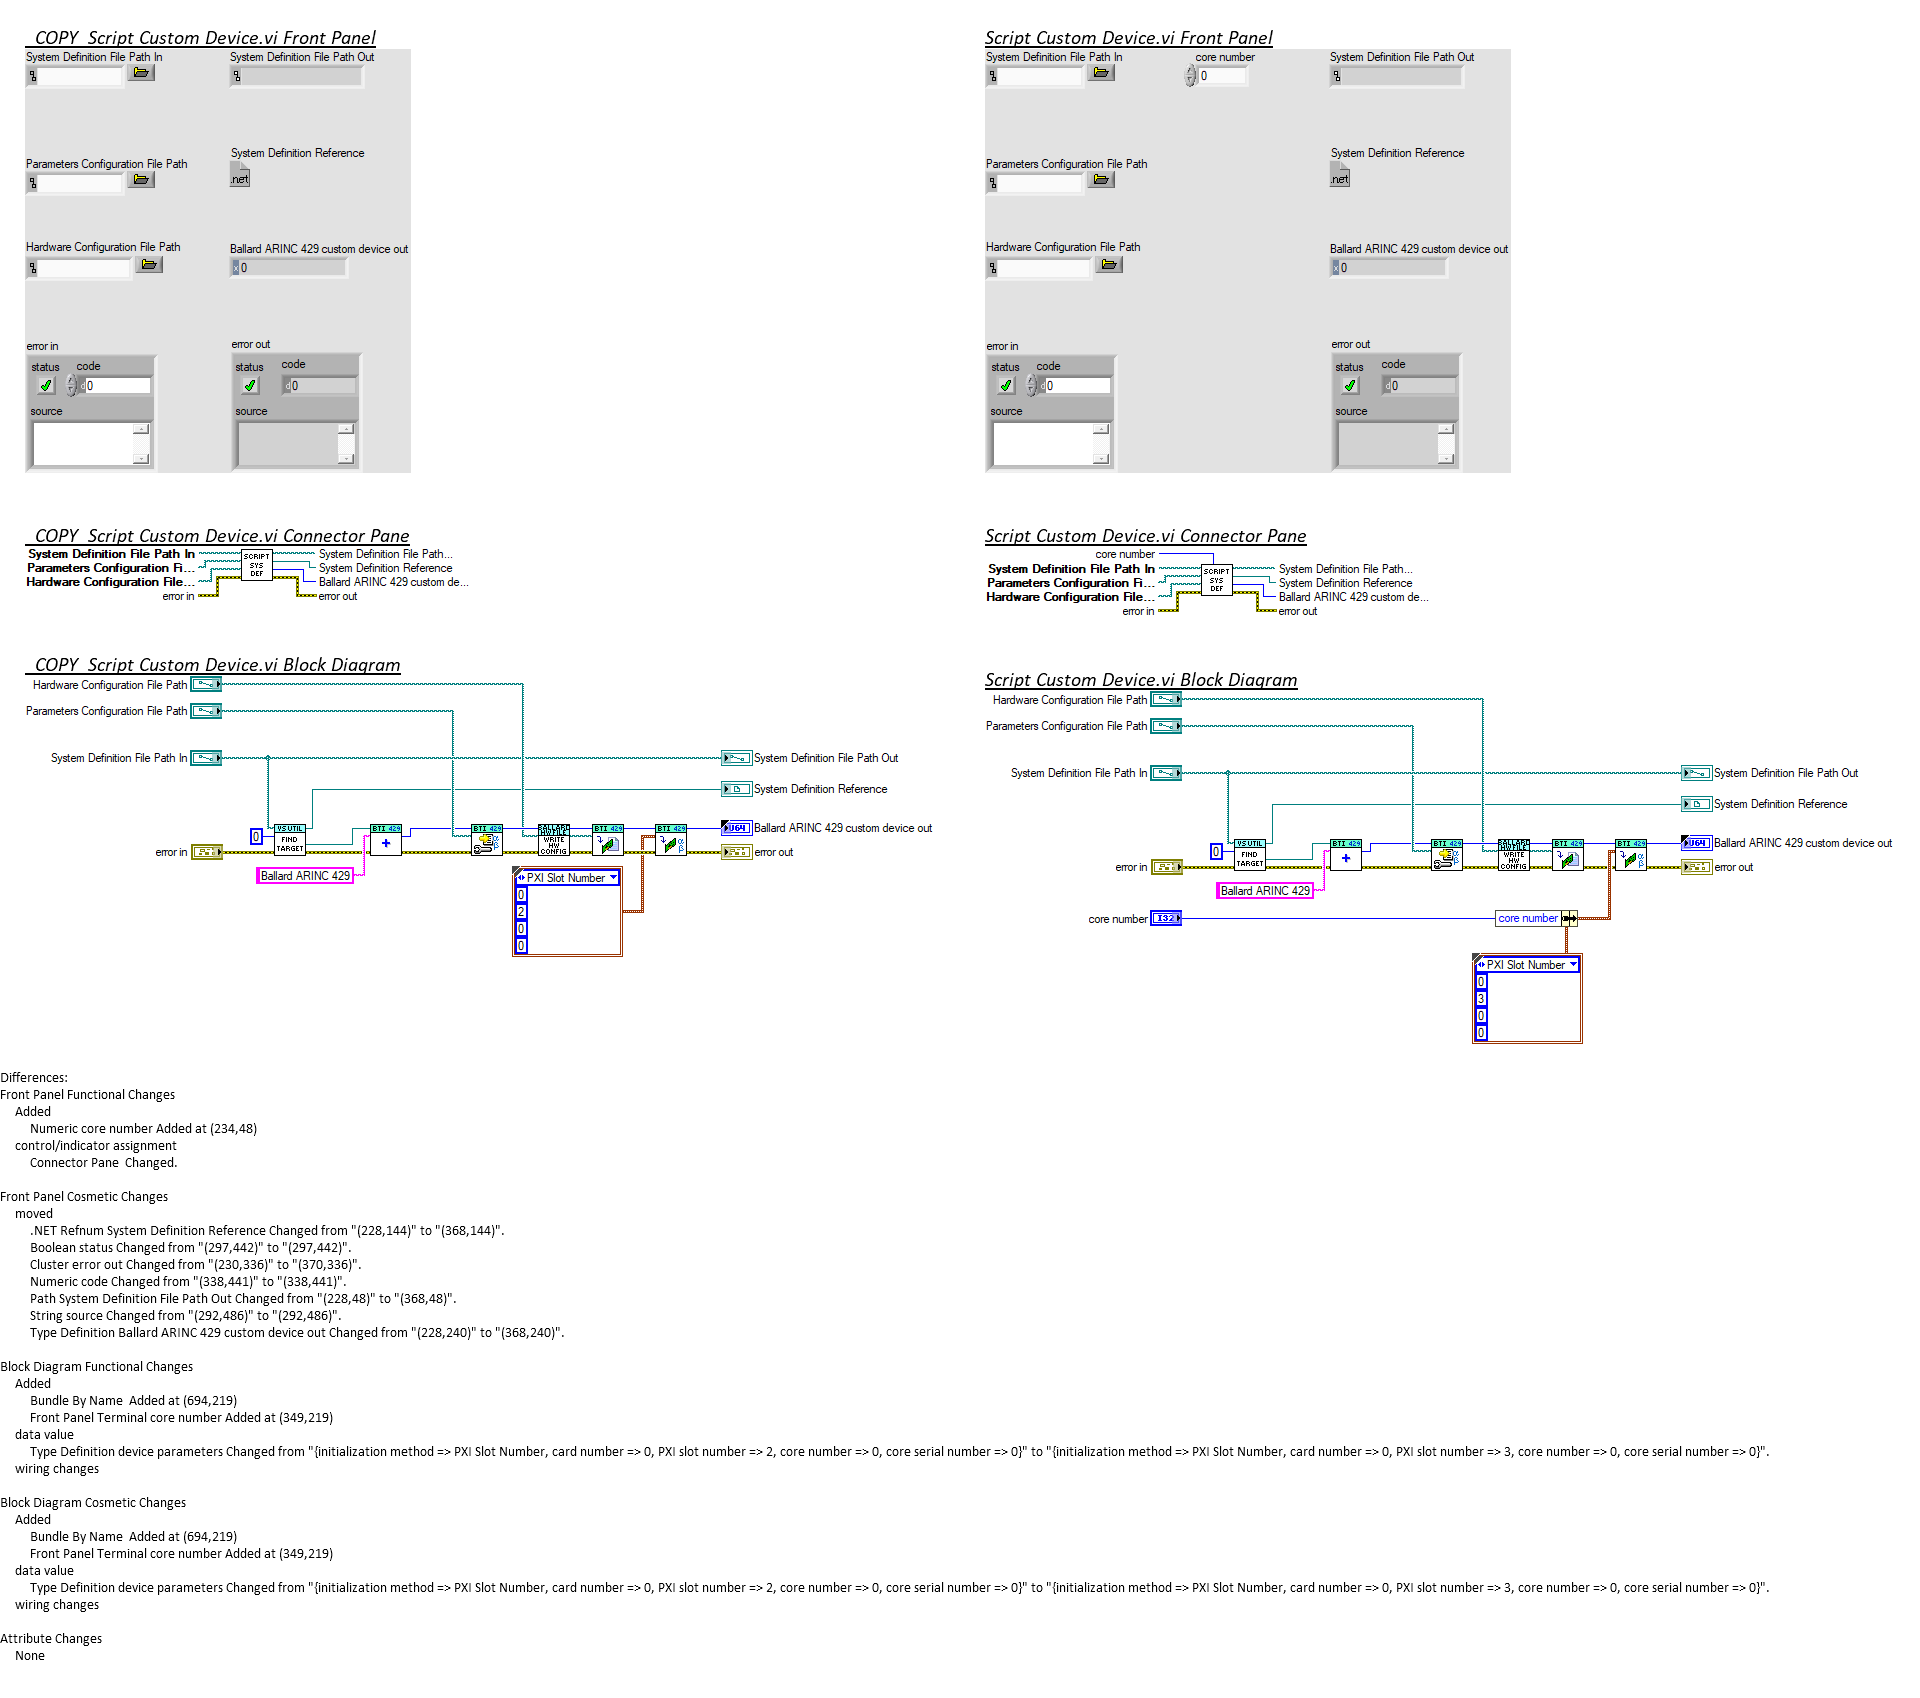 COPY  Script Custom Device.vi Front Panel
System Definition File Path In
System Definition File Path Out
Parameters Configuration File Path
System Definition Reference
.net
Hardware Configuration File Path
Ballard ARINC 429 custom device out
x 0
error in
error out
status
code
d 0
source
status
code
d 0
source
Script Custom Device.vi Front Panel
System Definition File Path In
core number
0
System Definition File Path Out
Parameters Configuration File Path
System Definition Reference
.net
Hardware Configuration File Path
Ballard ARINC 429 custom device out
x 0
error in
error out
status
code
d 0
source
status
code
d 0
source
COPY  Script Custom Device.vi Connector Pane
System Definition File Path In
Parameters Configuration Fi...
Hardware Configuration File...
error in
SCRIPT
SYS
DEF
System Definition File Path...
System Definition Reference
Ballard ARINC 429 custom de...
error out
Script Custom Device.vi Connector Pane
core number
System Definition File Path In
Parameters Configuration Fi...
Hardware Configuration File...
error in
SCRIPT
SYS
DEF
System Definition File Path...
System Definition Reference
Ballard ARINC 429 custom de...
error out
COPY  Script Custom Device.vi Block Diagram
Hardware Configuration File Path
Parameters Configuration File Path
System Definition File Path In
System Definition File Path Out
System Definition Reference
0
VS UTIL
FIND
TARGET
BTI 429
+
BTI 429
BALLARD
HW FILE
WRITE
HW
CONFIG
BTI 429
BTI 429
U64
Ballard ARINC 429 custom device out
error in
error out
Ballard ARINC 429
PXI Slot Number
0
2
0
0
Script Custom Device.vi Block Diagram
Hardware Configuration File Path
Parameters Configuration File Path
System Definition File Path In
System Definition File Path Out
System Definition Reference
0
VS UTIL
FIND
TARGET
BTI 429
+
BTI 429
BALLARD
HW FILE
WRITE
HW
CONFIG
BTI 429
BTI 429
U64
Ballard ARINC 429 custom device out
error in
error out
Ballard ARINC 429
core number
I32
core number
PXI Slot Number
0
3
0
0
Differences:
Front Panel Functional Changes
Added
Numeric core number Added at (234,48)
control/indicator assignment
Connector Pane  Changed.
Front Panel Cosmetic Changes
moved
.NET Refnum System Definition Reference Changed from "(228,144)" to "(368,144)".
Boolean status Changed from "(297,442)" to "(297,442)".
Cluster error out Changed from "(230,336)" to "(370,336)".
Numeric code Changed from "(338,441)" to "(338,441)".
Path System Definition File Path Out Changed from "(228,48)" to "(368,48)".
String source Changed from "(292,486)" to "(292,486)".
Type Definition Ballard ARINC 429 custom device out Changed from "(228,240)" to "(368,240)".
Block Diagram Functional Changes
Added
Bundle By Name  Added at (694,219)
Front Panel Terminal core number Added at (349,219)
data value
Type Definition device parameters Changed from "{initialization method => PXI Slot Number, card number => 0, PXI slot number => 2, core number => 0, core serial number => 0}" to "{initialization method => PXI Slot Number, card number => 0, PXI slot number => 3, core number => 0, core serial number => 0}".
wiring changes
Block Diagram Cosmetic Changes
Added
Bundle By Name  Added at (694,219)
Front Panel Terminal core number Added at (349,219)
data value
Type Definition device parameters Changed from "{initialization method => PXI Slot Number, card number => 0, PXI slot number => 2, core number => 0, core serial number => 0}" to "{initialization method => PXI Slot Number, card number => 0, PXI slot number => 3, core number => 0, core serial number => 0}".
wiring changes
Attribute Changes
None